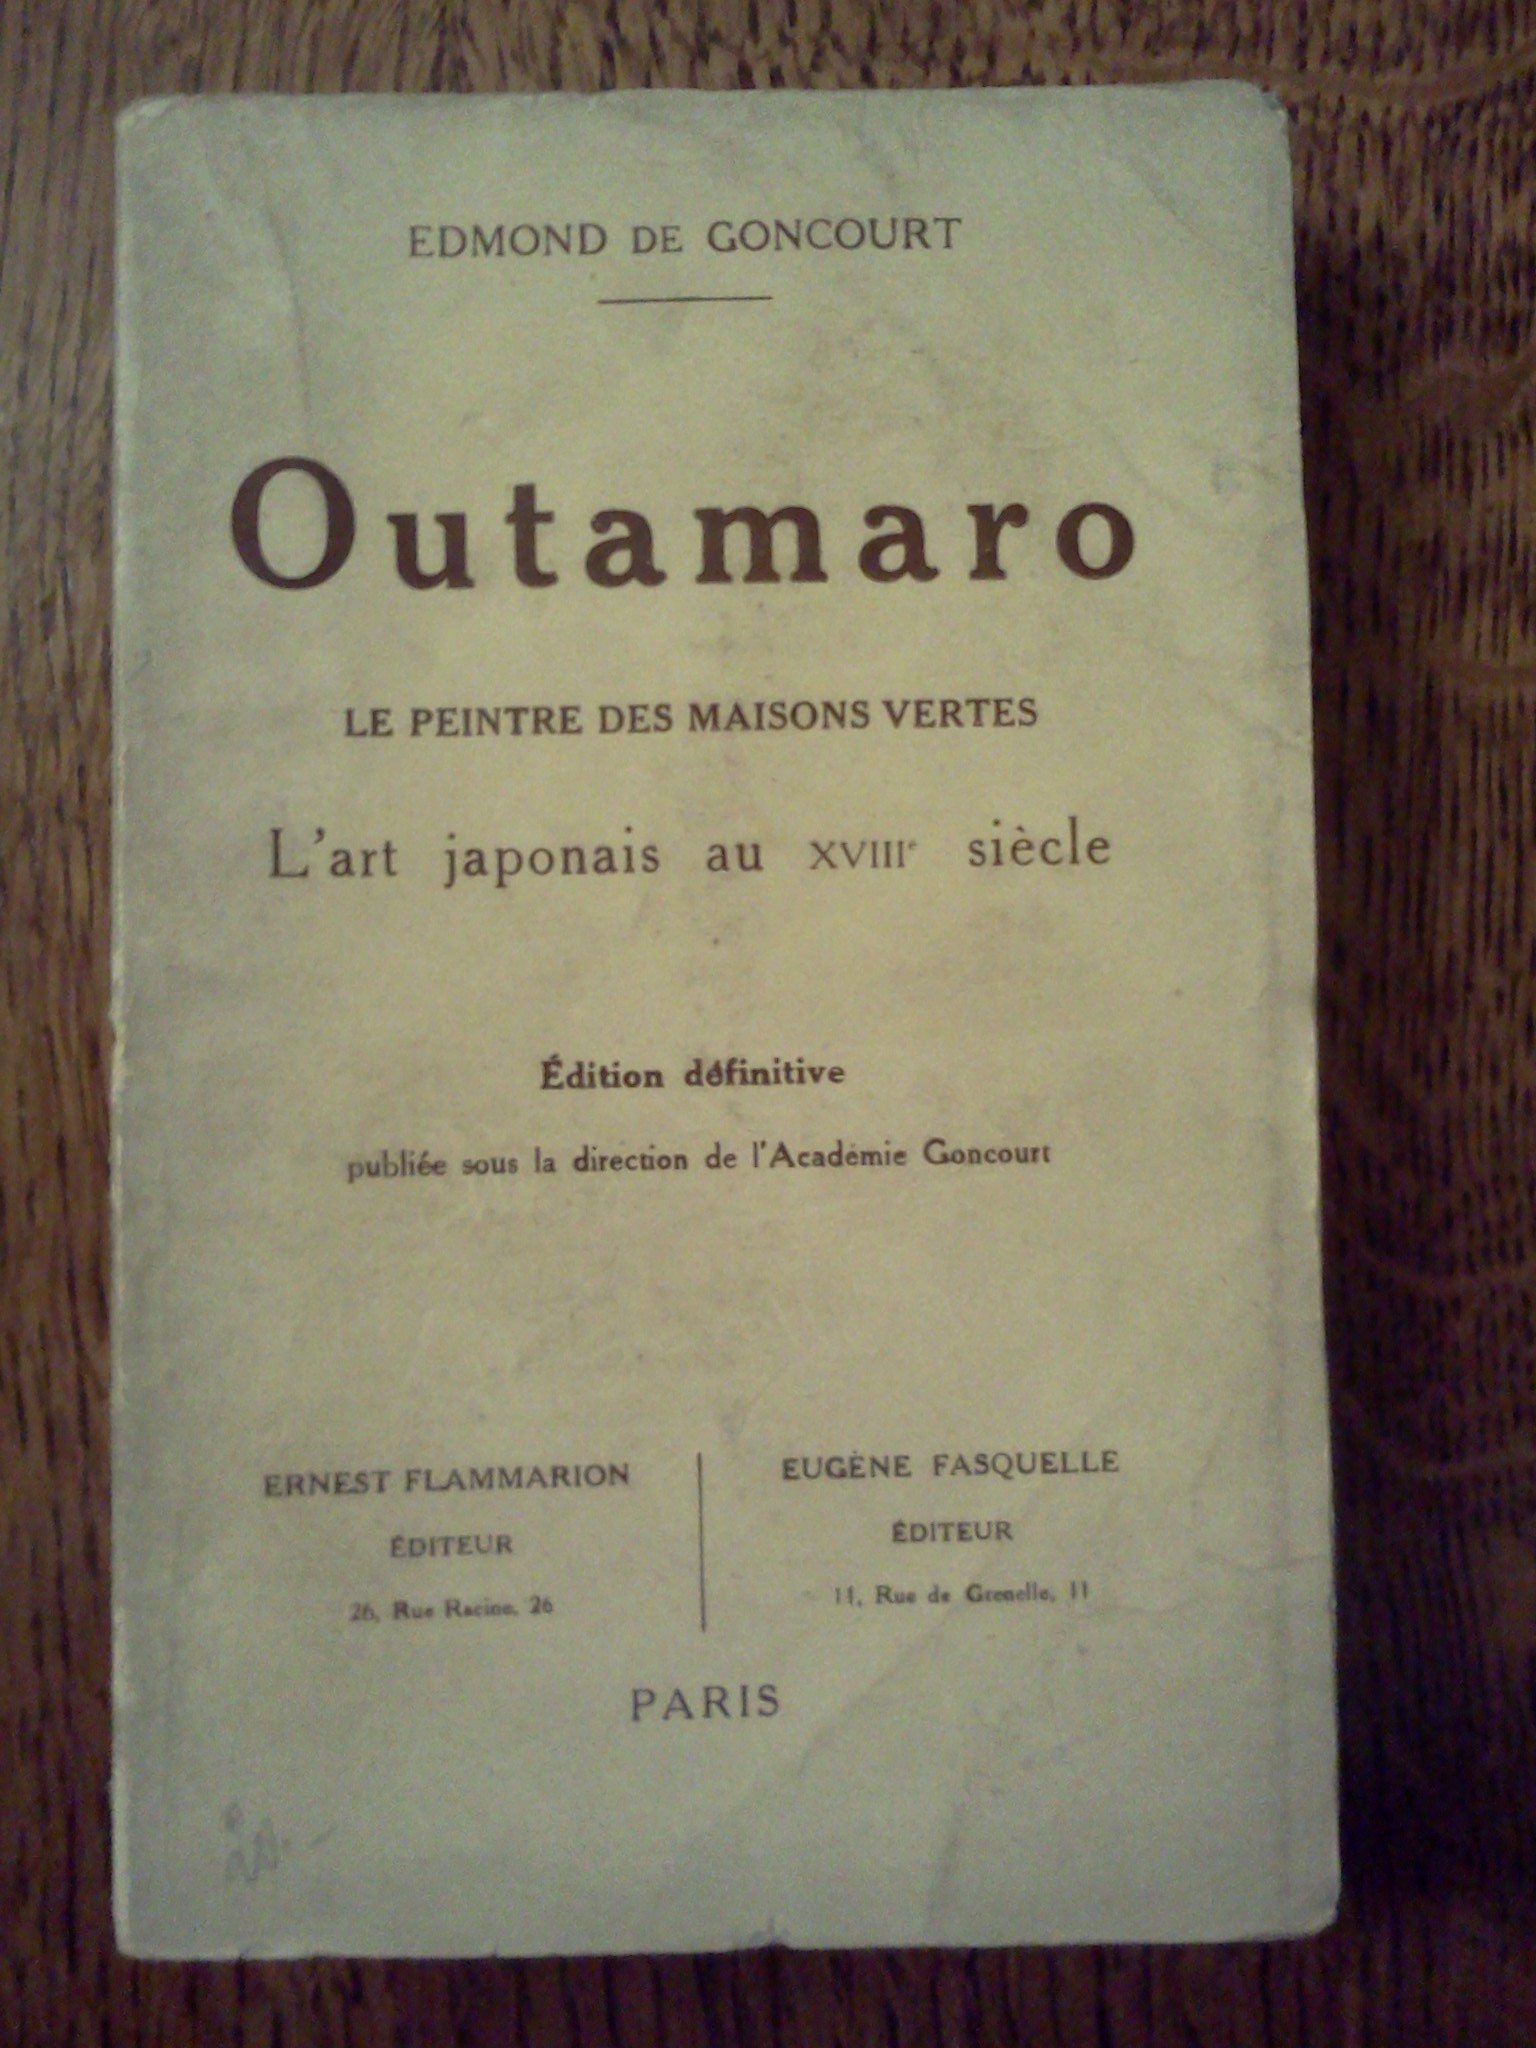 EDMOND DE GONCOURT
Outamaro
LE PEINTRE DES MAISONS VERTES
L'art japonais au XVIIIe siècle
Édition définitive
publiée sous la direction de l'Académie Goncourt
ERNEST FLAMMARION
ÉDITEUR
26, Rue Racine, 26
EUGÈNE FASQUELLE
ÉDITEUR
11, Rue de Grenelle, 11
PARIS